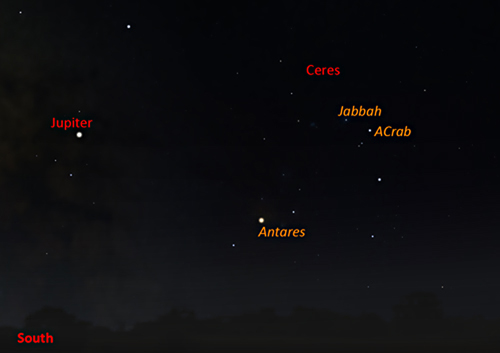 Ceres
Jabbah
ACrab
Jupiter
Antares
South